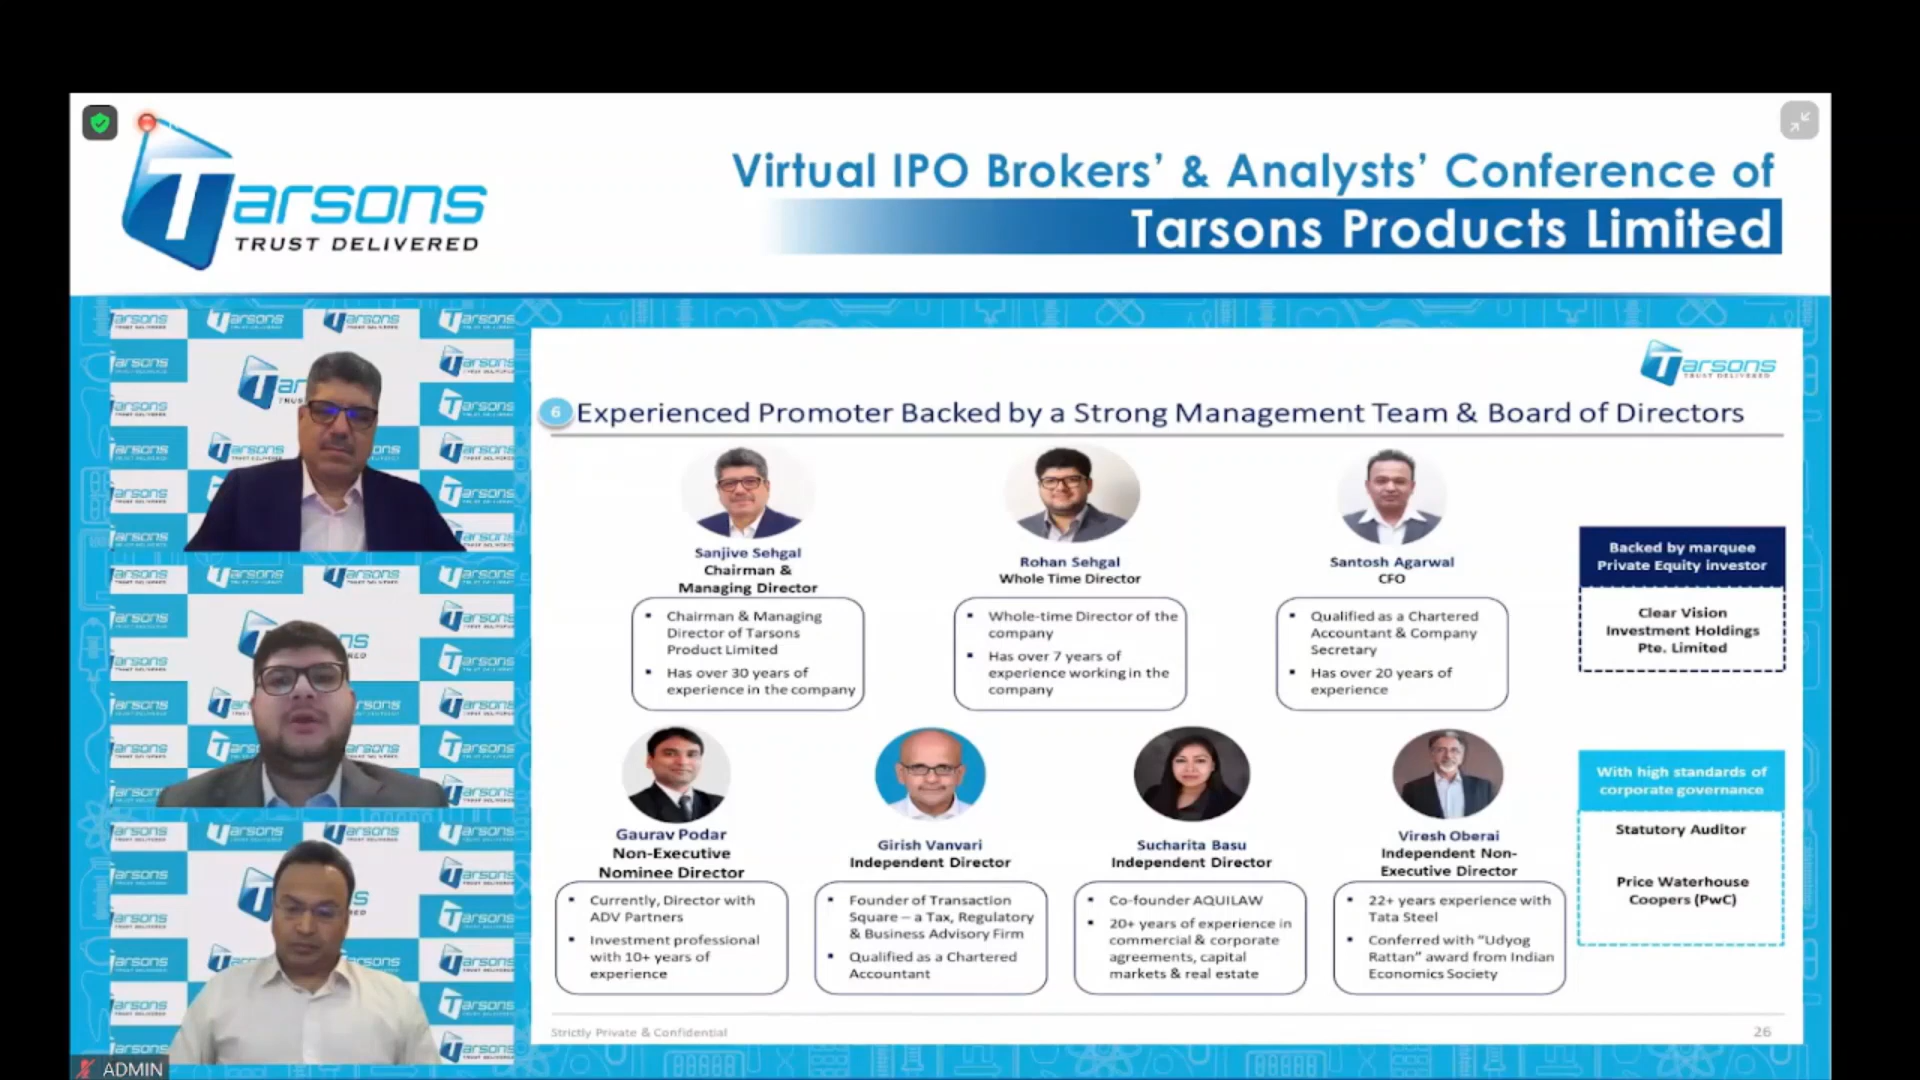 Tarsons
TRUST DELIVERED
Virtual IPO Brokers' & Analysts' Conference of
Tarsons Products Limited
Tarsons
TRUST DELIVERED
6 Experienced Promoter Backed by a Strong Management Team & Board of Directors
Sanjive Sehgal
Chairman &
Managing Director
▪ Chairman & Managing
Director of Tarsons
Product Limited
▪ Has over 30 years of
experience in the company
Rohan Sehgal
Whole Time Director
▪ Whole-time Director of the
company
▪ Has over 7 years of
experience working in the
company
Santosh Agarwal
CFO
▪ Qualified as a Chartered
Accountant & Company
Secretary
▪ Has over 20 years of
experience
Backed by marquee
Private Equity investor
Clear Vision
Investment Holdings
Pte. Limited
Gaurav Podar
Non-Executive
Nominee Director
▪ Currently, Director with
ADV Partners
▪ Investment professional
with 10+ years of
experience
Girish Vanvari
Independent Director
▪ Founder of Transaction
Square – a Tax, Regulatory
& Business Advisory Firm
▪ Qualified as a Chartered
Accountant
Sucharita Basu
Independent Director
▪ Co-founder AQUILAW
▪ 20+ years of experience in
commercial & corporate
agreements, capital
markets & real estate
Viresh Oberai
Independent Non-
Executive Director
▪ 22+ years experience with
Tata Steel
▪ Conferred with "Udyog
Rattan" award from Indian
Economics Society
With high standards of
corporate governance
Statutory Auditor
Price Waterhouse
Coopers (PwC)
Strictly Private & Confidential
26
ADMIN